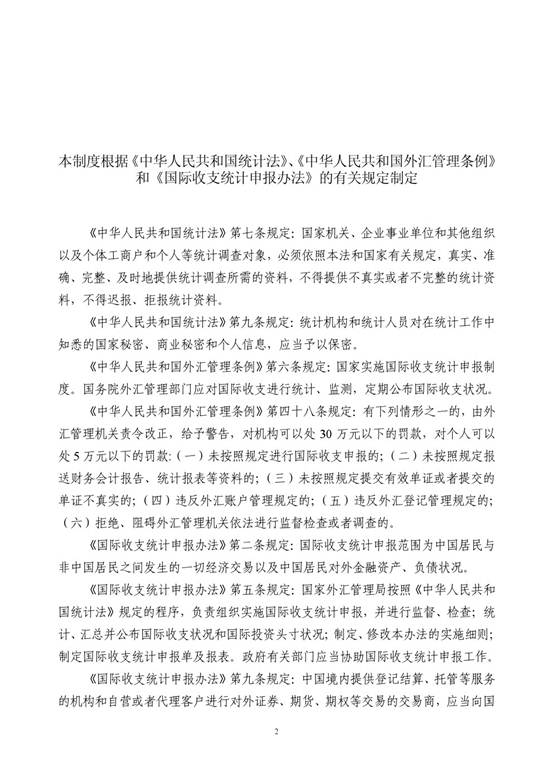 本制度根据《中华人民共和国统计法》、《中华人民共和国外汇管理条例》
和《国际收支统计申报办法》的有关规定制定
《中华人民共和国统计法》第七条规定：国家机关、企业事业单位和其他组织
以及个体工商户和个人等统计调查对象，必须依照本法和国家有关规定，真实、准
确、完整、及时地提供统计调查所需的资料，不得提供不真实或者不完整的统计资
料，不得迟报、拒报统计资料。
《中华人民共和国统计法》第九条规定：统计机构和统计人员对在统计工作中
知悉的国家秘密、商业秘密和个人信息，应当予以保密。
《中华人民共和国外汇管理条例》第六条规定：国家实施国际收支统计申报制
度。国务院外汇管理部门应对国际收支进行统计、监测，定期公布国际收支状况。
《中华人民共和国外汇管理条例》第四十八条规定：有下列情形之一的，由外
汇管理机关责令改正，给予警告，对机构可以处 30 万元以下的罚款，对个人可以
处 5 万元以下的罚款:（一）未按照规定进行国际收支申报的;（二）未按照规定报
送财务会计报告、统计报表等资料的;（三）未按照规定提交有效单证或者提交的
单证不真实的;（四）违反外汇账户管理规定的;（五）违反外汇登记管理规定的;
（六）拒绝、阻碍外汇管理机关依法进行监督检查或者调查的。
《国际收支统计申报办法》第二条规定：国际收支统计申报范围为中国居民与
非中国居民之间发生的一切经济交易以及中国居民对外金融资产、负债状况。
《国际收支统计申报办法》第五条规定：国家外汇管理局按照《中华人民共和
国统计法》规定的程序，负责组织实施国际收支统计申报，并进行监督、检查；统
计、汇总并公布国际收支状况和国际投资头寸状况；制定、修改本办法的实施细则；
制定国际收支统计申报单及报表。政府有关部门应当协助国际收支统计申报工作。
《国际收支统计申报办法》第九条规定：中国境内提供登记结算、托管等服务
的机构和自营或者代理客户进行对外证券、期货、期权等交易的交易商，应当向国
2